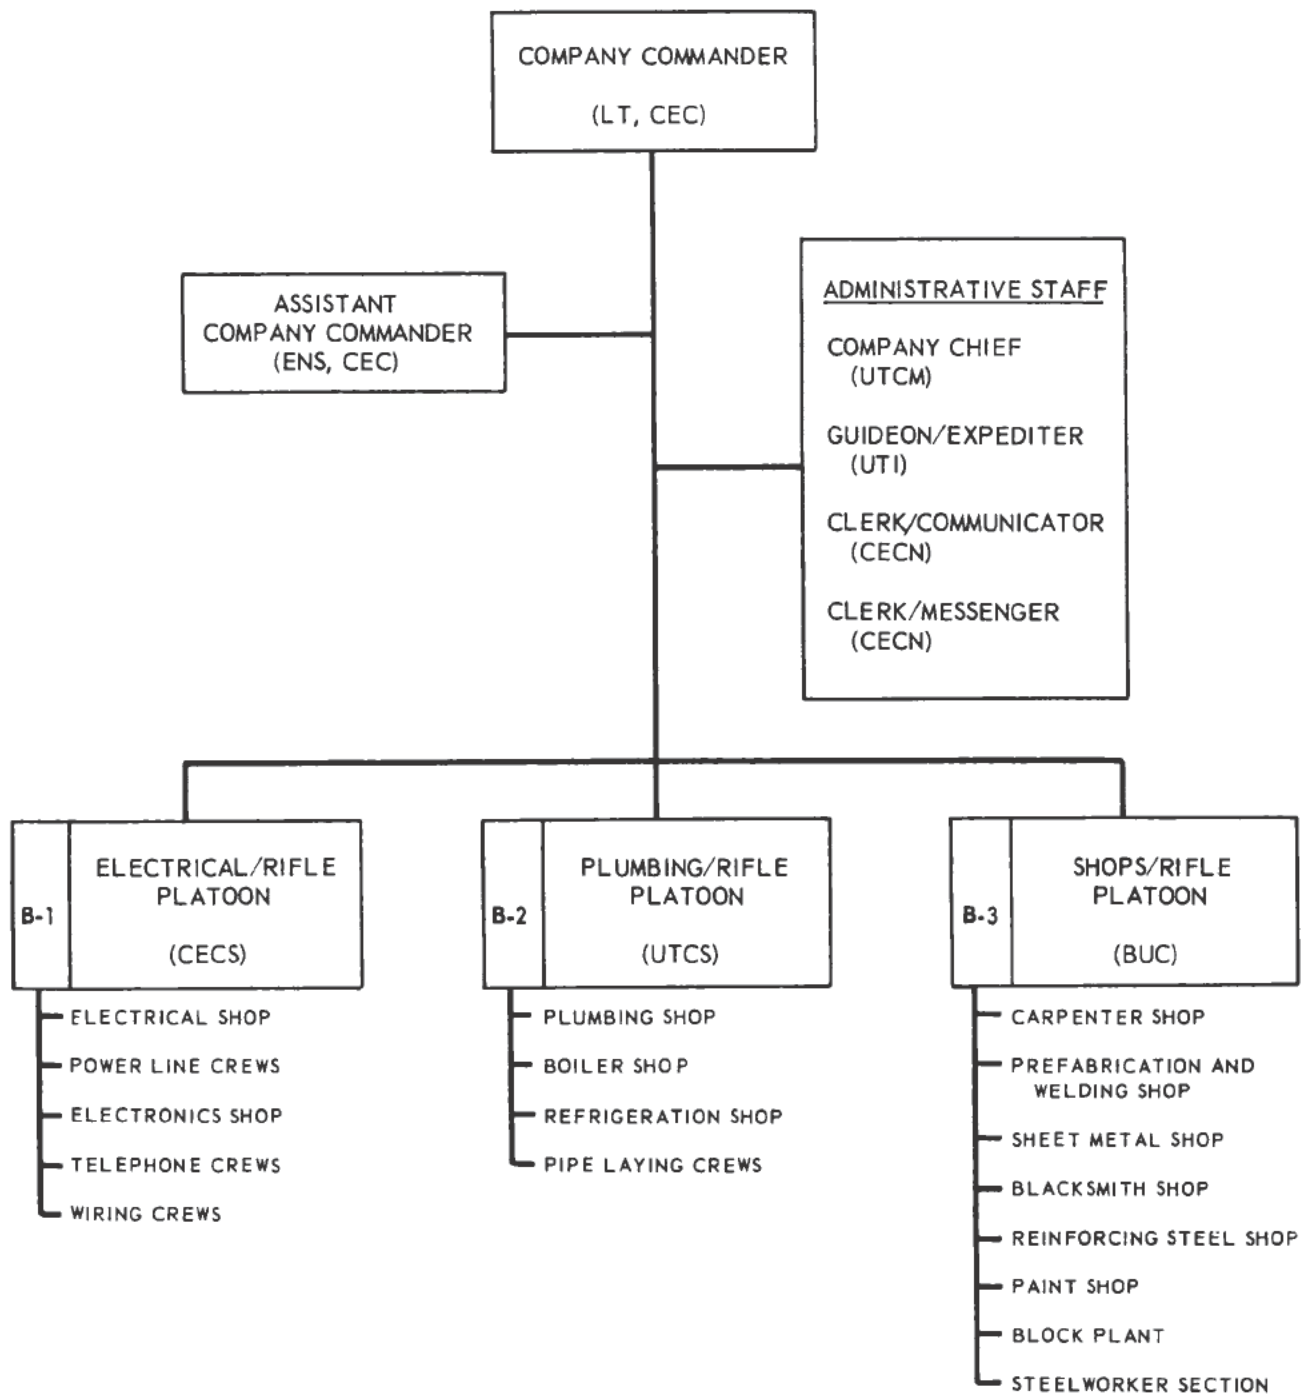 COMPANY COMMANDER
(LT, CEC)
ASSISTANT
COMPANY COMMANDER
(ENS, CEC)
ADMINISTRATIVE STAFF
COMPANY CHIEF
(UTCM)
GUIDEON/EXPEDITER
(UTI)
CLERK/COMMUNICATOR
(CECN)
CLERK/MESSENGER
(CECN)
B-1
ELECTRICAL/RIFLE
PLATOON
(CECS)
ELECTRICAL SHOP
POWER LINE CREWS
ELECTRONICS SHOP
TELEPHONE CREWS
WIRING CREWS
B-2
PLUMBING/RIFLE
PLATOON
(UTCS)
PLUMBING SHOP
BOILER SHOP
REFRIGERATION SHOP
PIPE LAYING CREWS
B-3
SHOPS/RIFLE
PLATOON
(BUC)
CARPENTER SHOP
PREFABRICATION AND
WELDING SHOP
SHEET METAL SHOP
BLACKSMITH SHOP
REINFORCING STEEL SHOP
PAINT SHOP
BLOCK PLANT
STEELWORKER SECTION